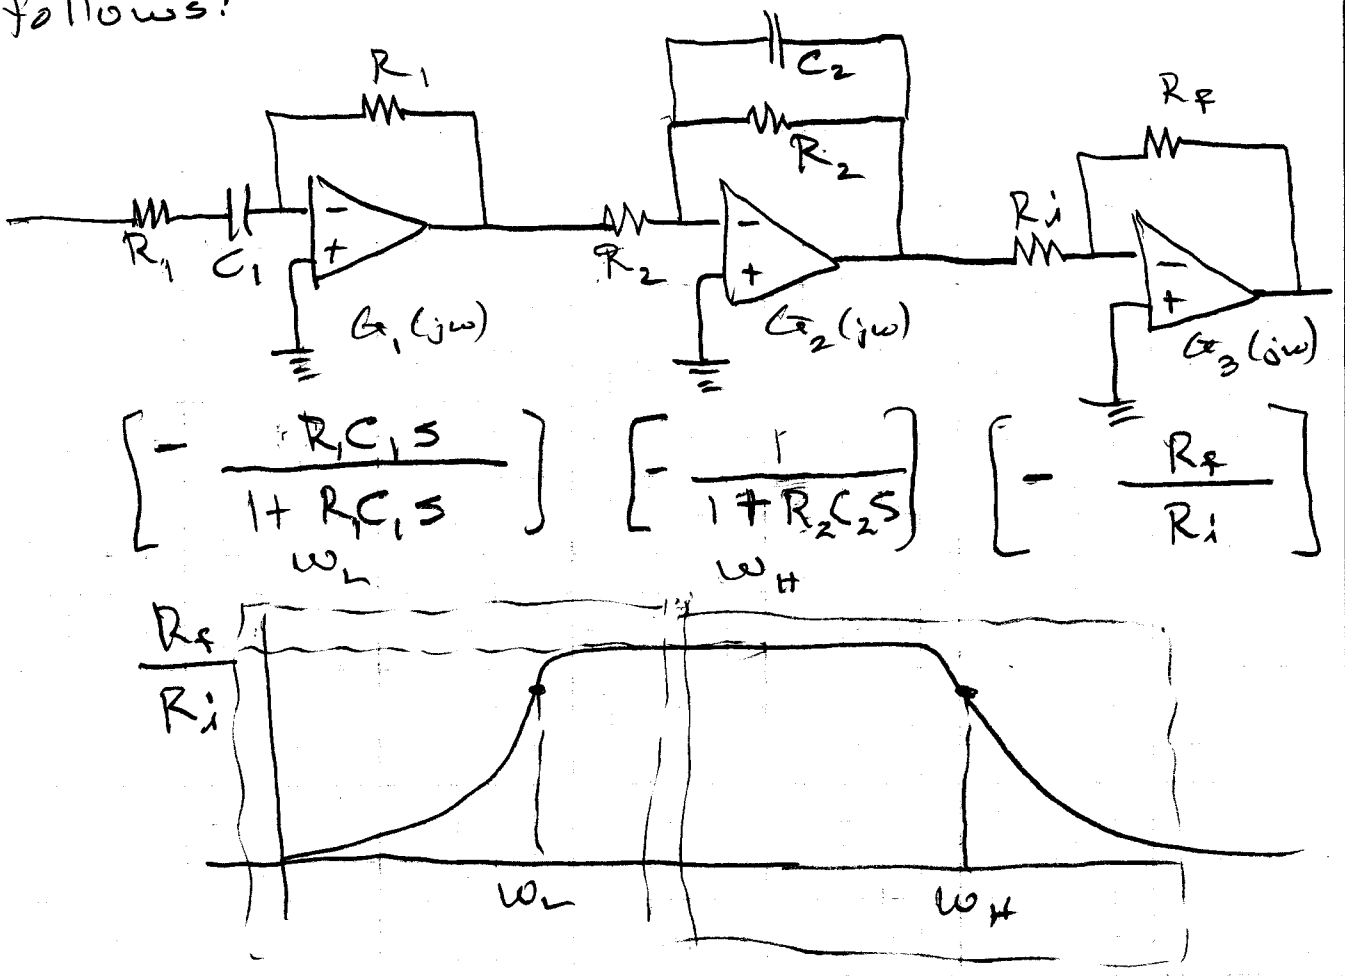 follows:
R1 C2 Rf
R2
R1 C1 R2 Ri
G1(jω) G2(jω) G3(jω)
[- R1C1s / 1 + R1C1s] [- 1 / 1 + R2C2s] [- Rf / Ri]
ωL ωH
Rf / Ri
ωL ωH